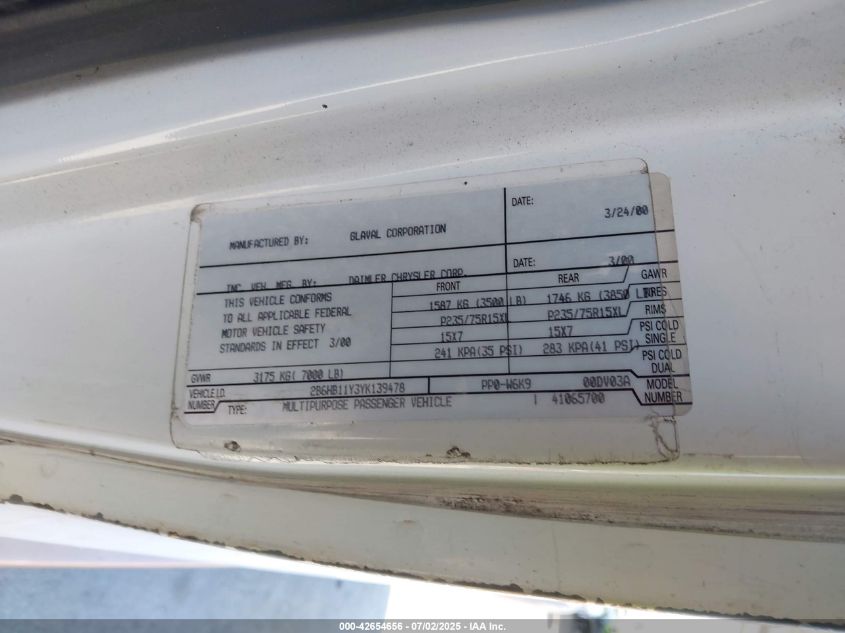 MANUFACTURED BY: GLAVAL CORPORATION DATE: 3/24/00
INC. VEH. MFG. BY: DAIMLER CHRYSLER CORP. DATE: 3/00
FRONT REAR GAWR
THIS VEHICLE CONFORMS 1587 KG (3500 LB) 1746 KG (3850 LB) TIRES
TO ALL APPLICABLE FEDERAL P235/75R15XL P235/75R15XL RIMS
MOTOR VEHICLE SAFETY 15X7 15X7 PSI COLD SINGLE
STANDARDS IN EFFECT 3/00 241 KPA(35 PSI) 283 KPA(41 PSI) PSI COLD DUAL
GVWR 3175 KG( 7000 LB)
VEHICLE I.D. NUMBER 2B6HB11Y3YK139478 PP0-W6K9 00DV03A MODEL NUMBER
TYPE: MULTIPURPOSE PASSENGER VEHICLE 41065700
000-42654656 - 07/02/2025 - IAA Inc.